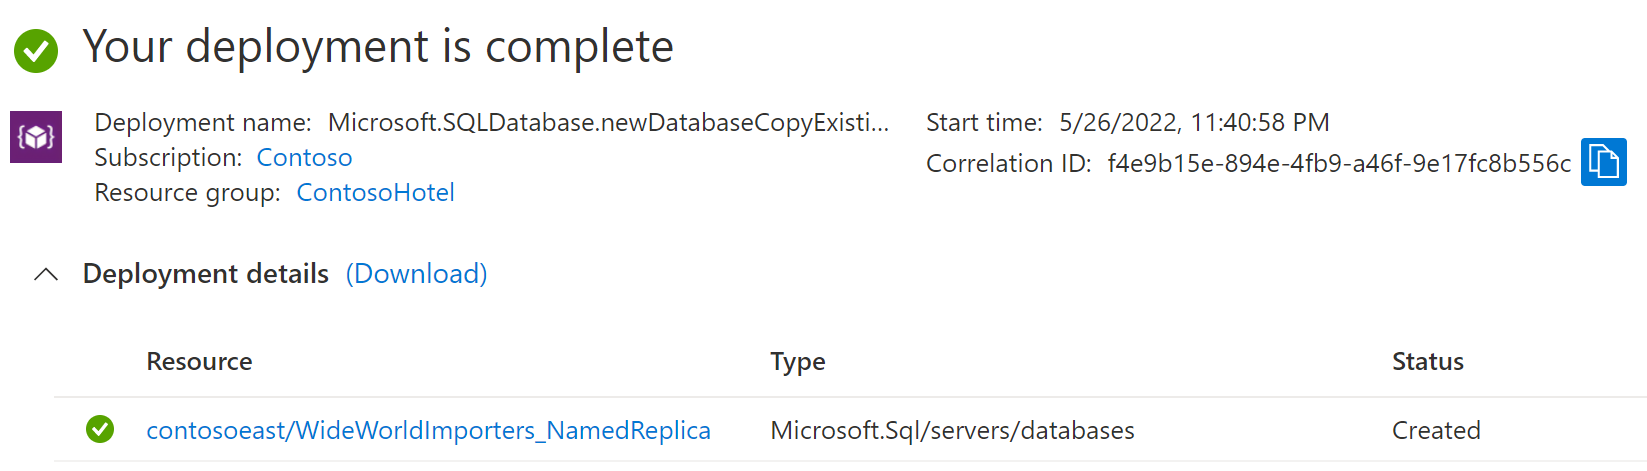 Your deployment is complete
Deployment name: Microsoft.SQLDatabase.newDatabaseCopyExisti...
Subscription: Contoso
Resource group: ContosoHotel
Start time: 5/26/2022, 11:40:58 PM
Correlation ID: f4e9b15e-894e-4fb9-a46f-9e17fc8b556c
Deployment details (Download)
Resource Type Status
contosoeast/WideWorldImporters_NamedReplica Microsoft.Sql/servers/databases Created